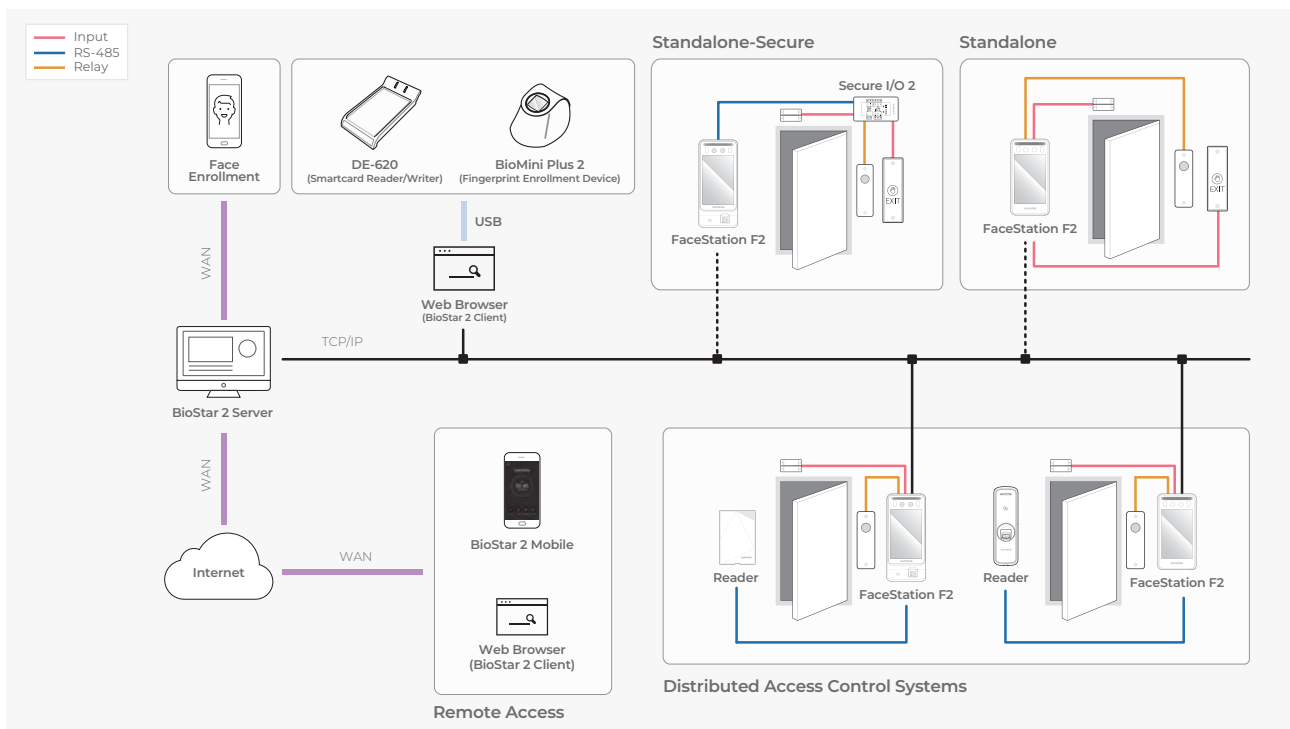 Input
RS-485
Relay
Standalone-Secure
Standalone
Secure I/O 2
EXIT
FaceStation F2
EXIT
FaceStation F2
Face
Enrollment
DE-620
(Smartcard Reader/Writer)
BioMini Plus 2
(Fingerprint Enrollment Device)
WAN
USB
Web Browser
(BioStar 2 Client)
TCP/IP
BioStar 2 Server
WAN
Internet
WAN
BioStar 2 Mobile
Web Browser
(BioStar 2 Client)
Remote Access
Reader
FaceStation F2
Reader
FaceStation F2
Distributed Access Control Systems